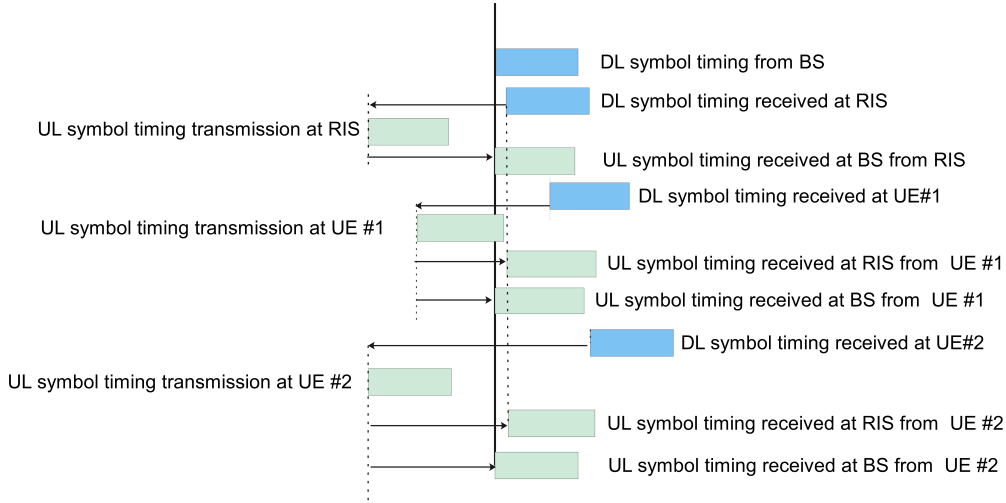 DL symbol timing from BS
DL symbol timing received at RIS
UL symbol timing transmission at RIS
UL symbol timing received at BS from RIS
DL symbol timing received at UE#1
UL symbol timing transmission at UE #1
UL symbol timing received at RIS from UE #1
UL symbol timing received at BS from UE #1
DL symbol timing received at UE#2
UL symbol timing transmission at UE #2
UL symbol timing received at RIS from UE #2
UL symbol timing received at BS from UE #2